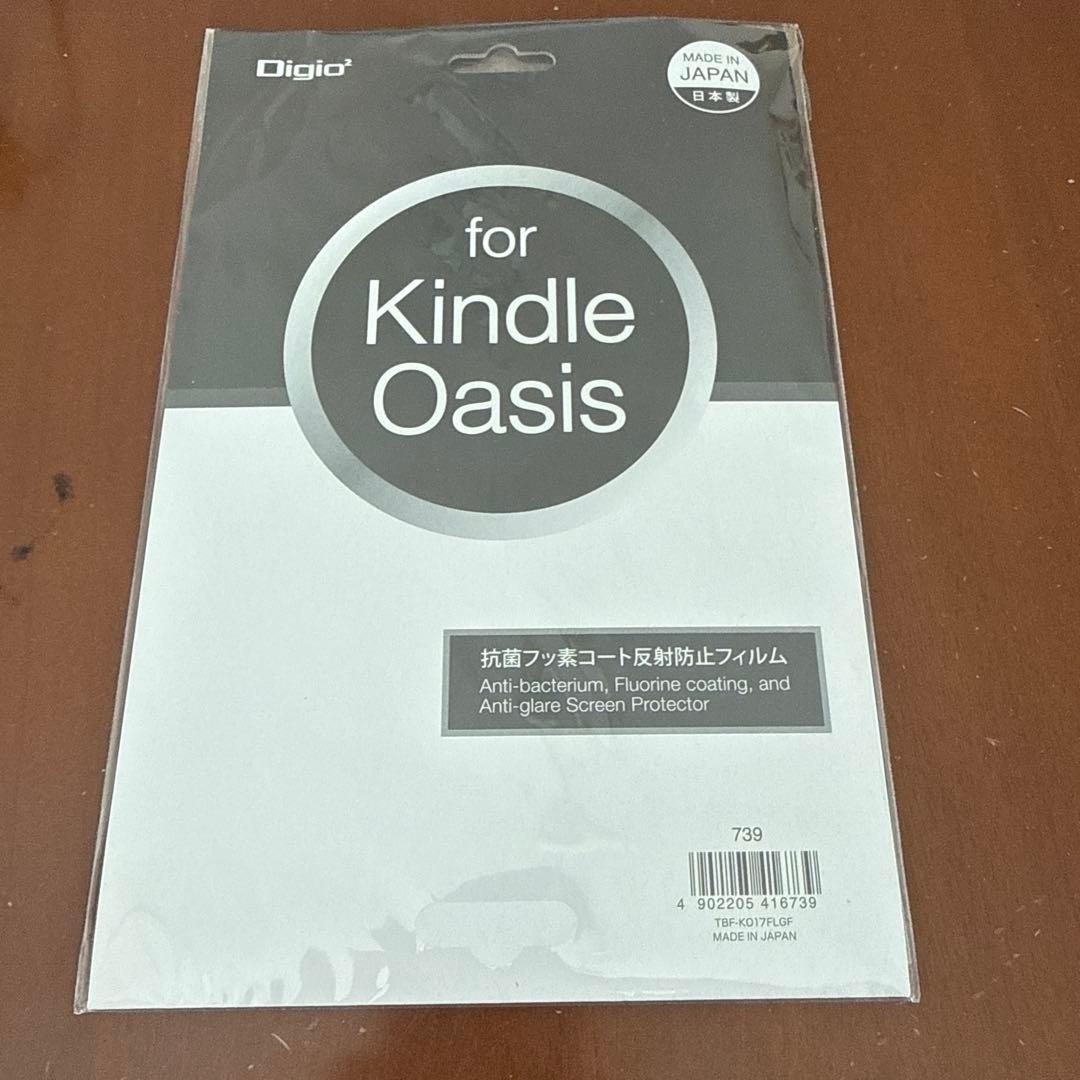 Digio²
MADE IN
JAPAN
日本製
for
Kindle
Oasis
抗菌フッ素コート反射防止フィルム
Anti-bacterium, Fluorine coating, and
Anti-glare Screen Protector
739
4 902205 416739
TBF-KO17FLGF
MADE IN JAPAN